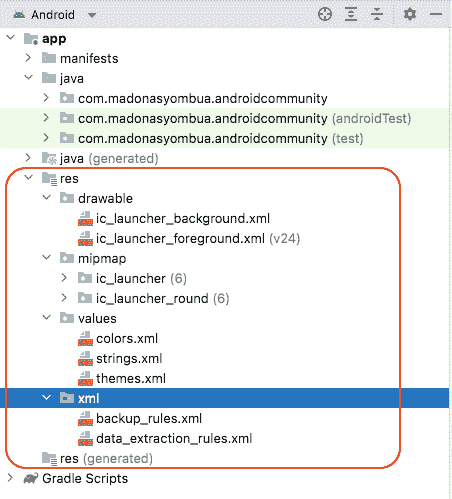 Android
app
manifests
java
com.madonasyombua.androidcommunity
com.madonasyombua.androidcommunity (androidTest)
com.madonasyombua.androidcommunity (test)
java (generated)
res
drawable
ic_launcher_background.xml
ic_launcher_foreground.xml (v24)
mipmap
ic_launcher (6)
ic_launcher_round (6)
values
colors.xml
strings.xml
themes.xml
xml
backup_rules.xml
data_extraction_rules.xml
res (generated)
Gradle Scripts